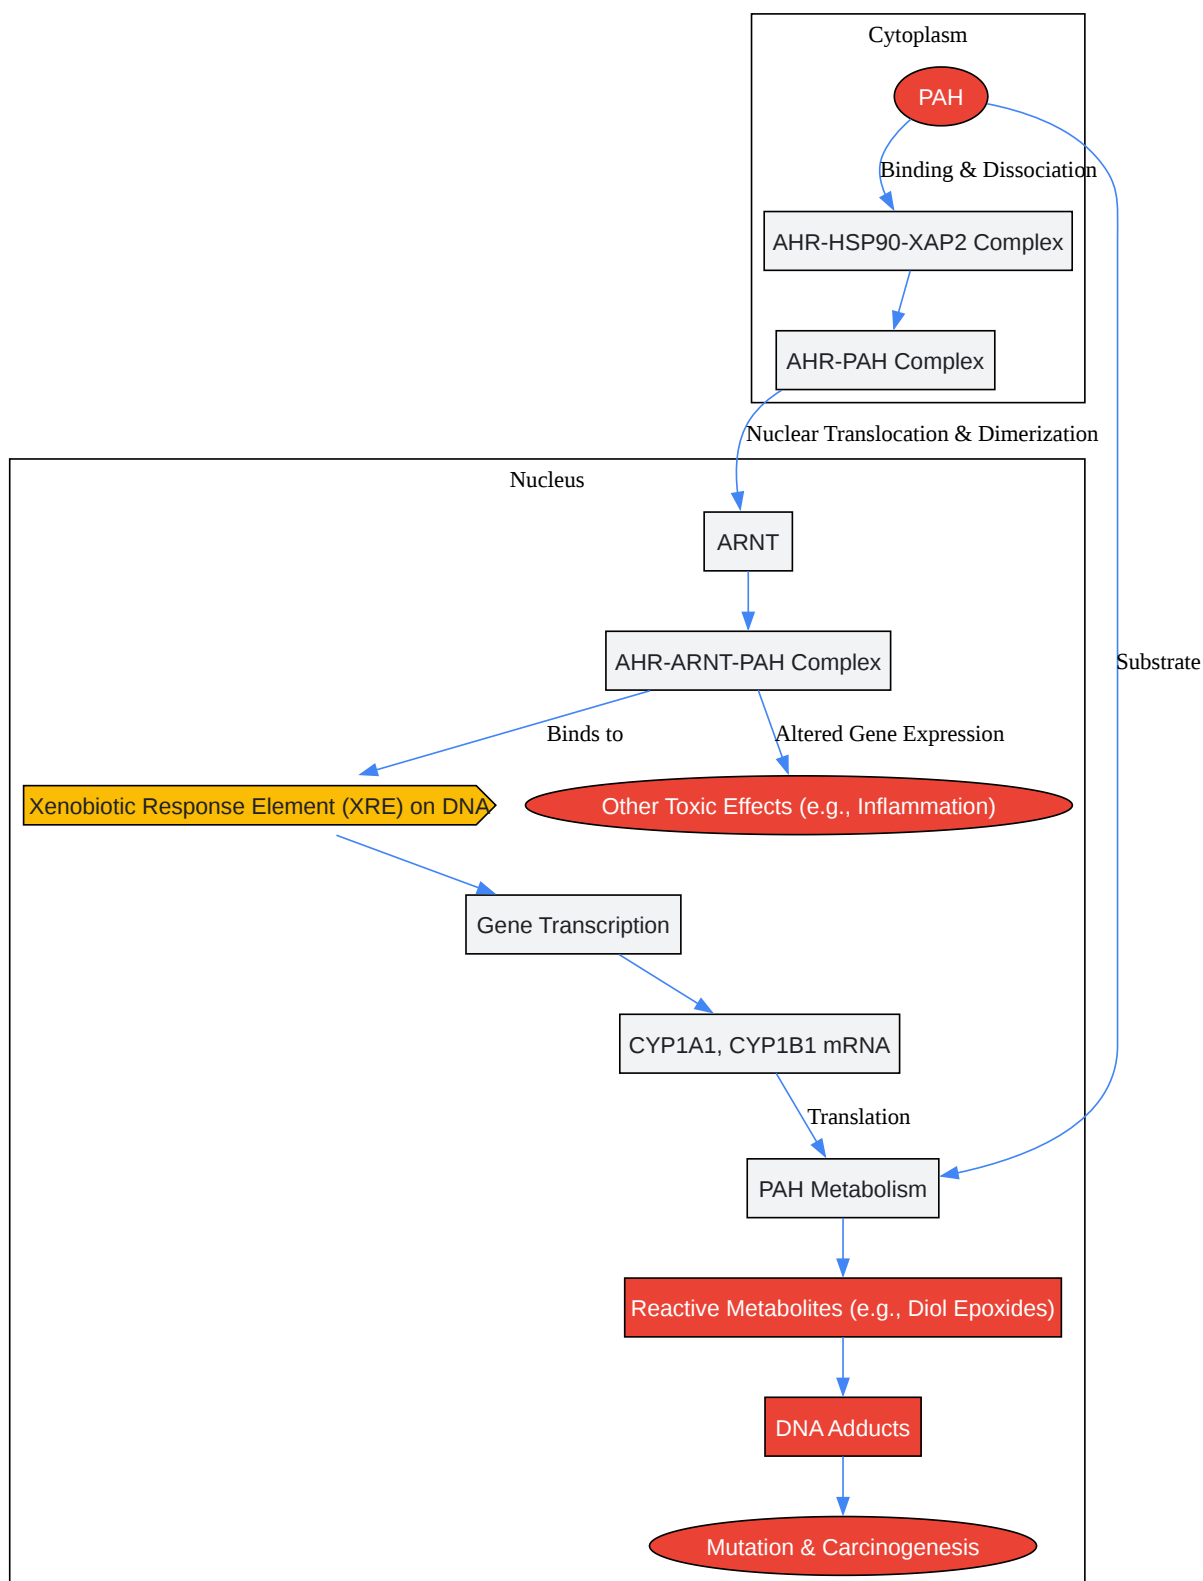 Cytoplasm
PAH
Binding & Dissociation
AHR-HSP90-XAP2 Complex
AHR-PAH Complex
Nuclear Translocation & Dimerization
Nucleus
ARNT
AHR-ARNT-PAH Complex
Substrate
Binds to
Altered Gene Expression
Xenobiotic Response Element (XRE) on DNA
Other Toxic Effects (e.g., Inflammation)
Gene Transcription
CYP1A1, CYP1B1 mRNA
Translation
PAH Metabolism
Reactive Metabolites (e.g., Diol Epoxides)
DNA Adducts
Mutation & Carcinogenesis